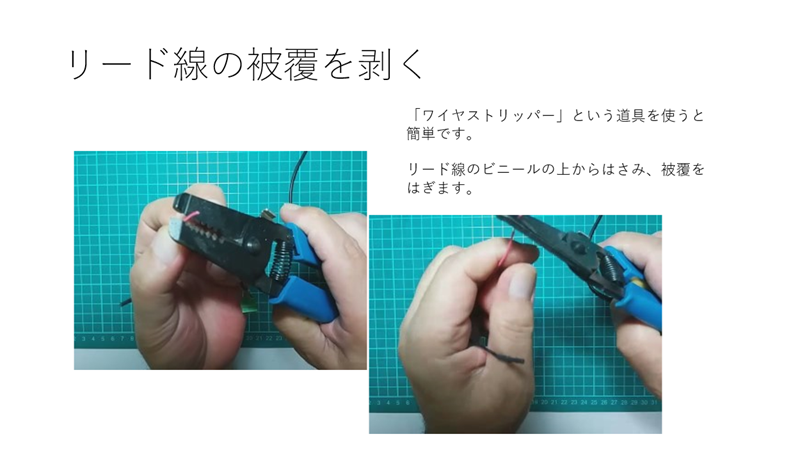 リード線の被覆を剥く
「ワイヤストリッパー」という道具を使うと
簡単です。
リード線のビニールの上からはさみ、被覆を
はぎます。